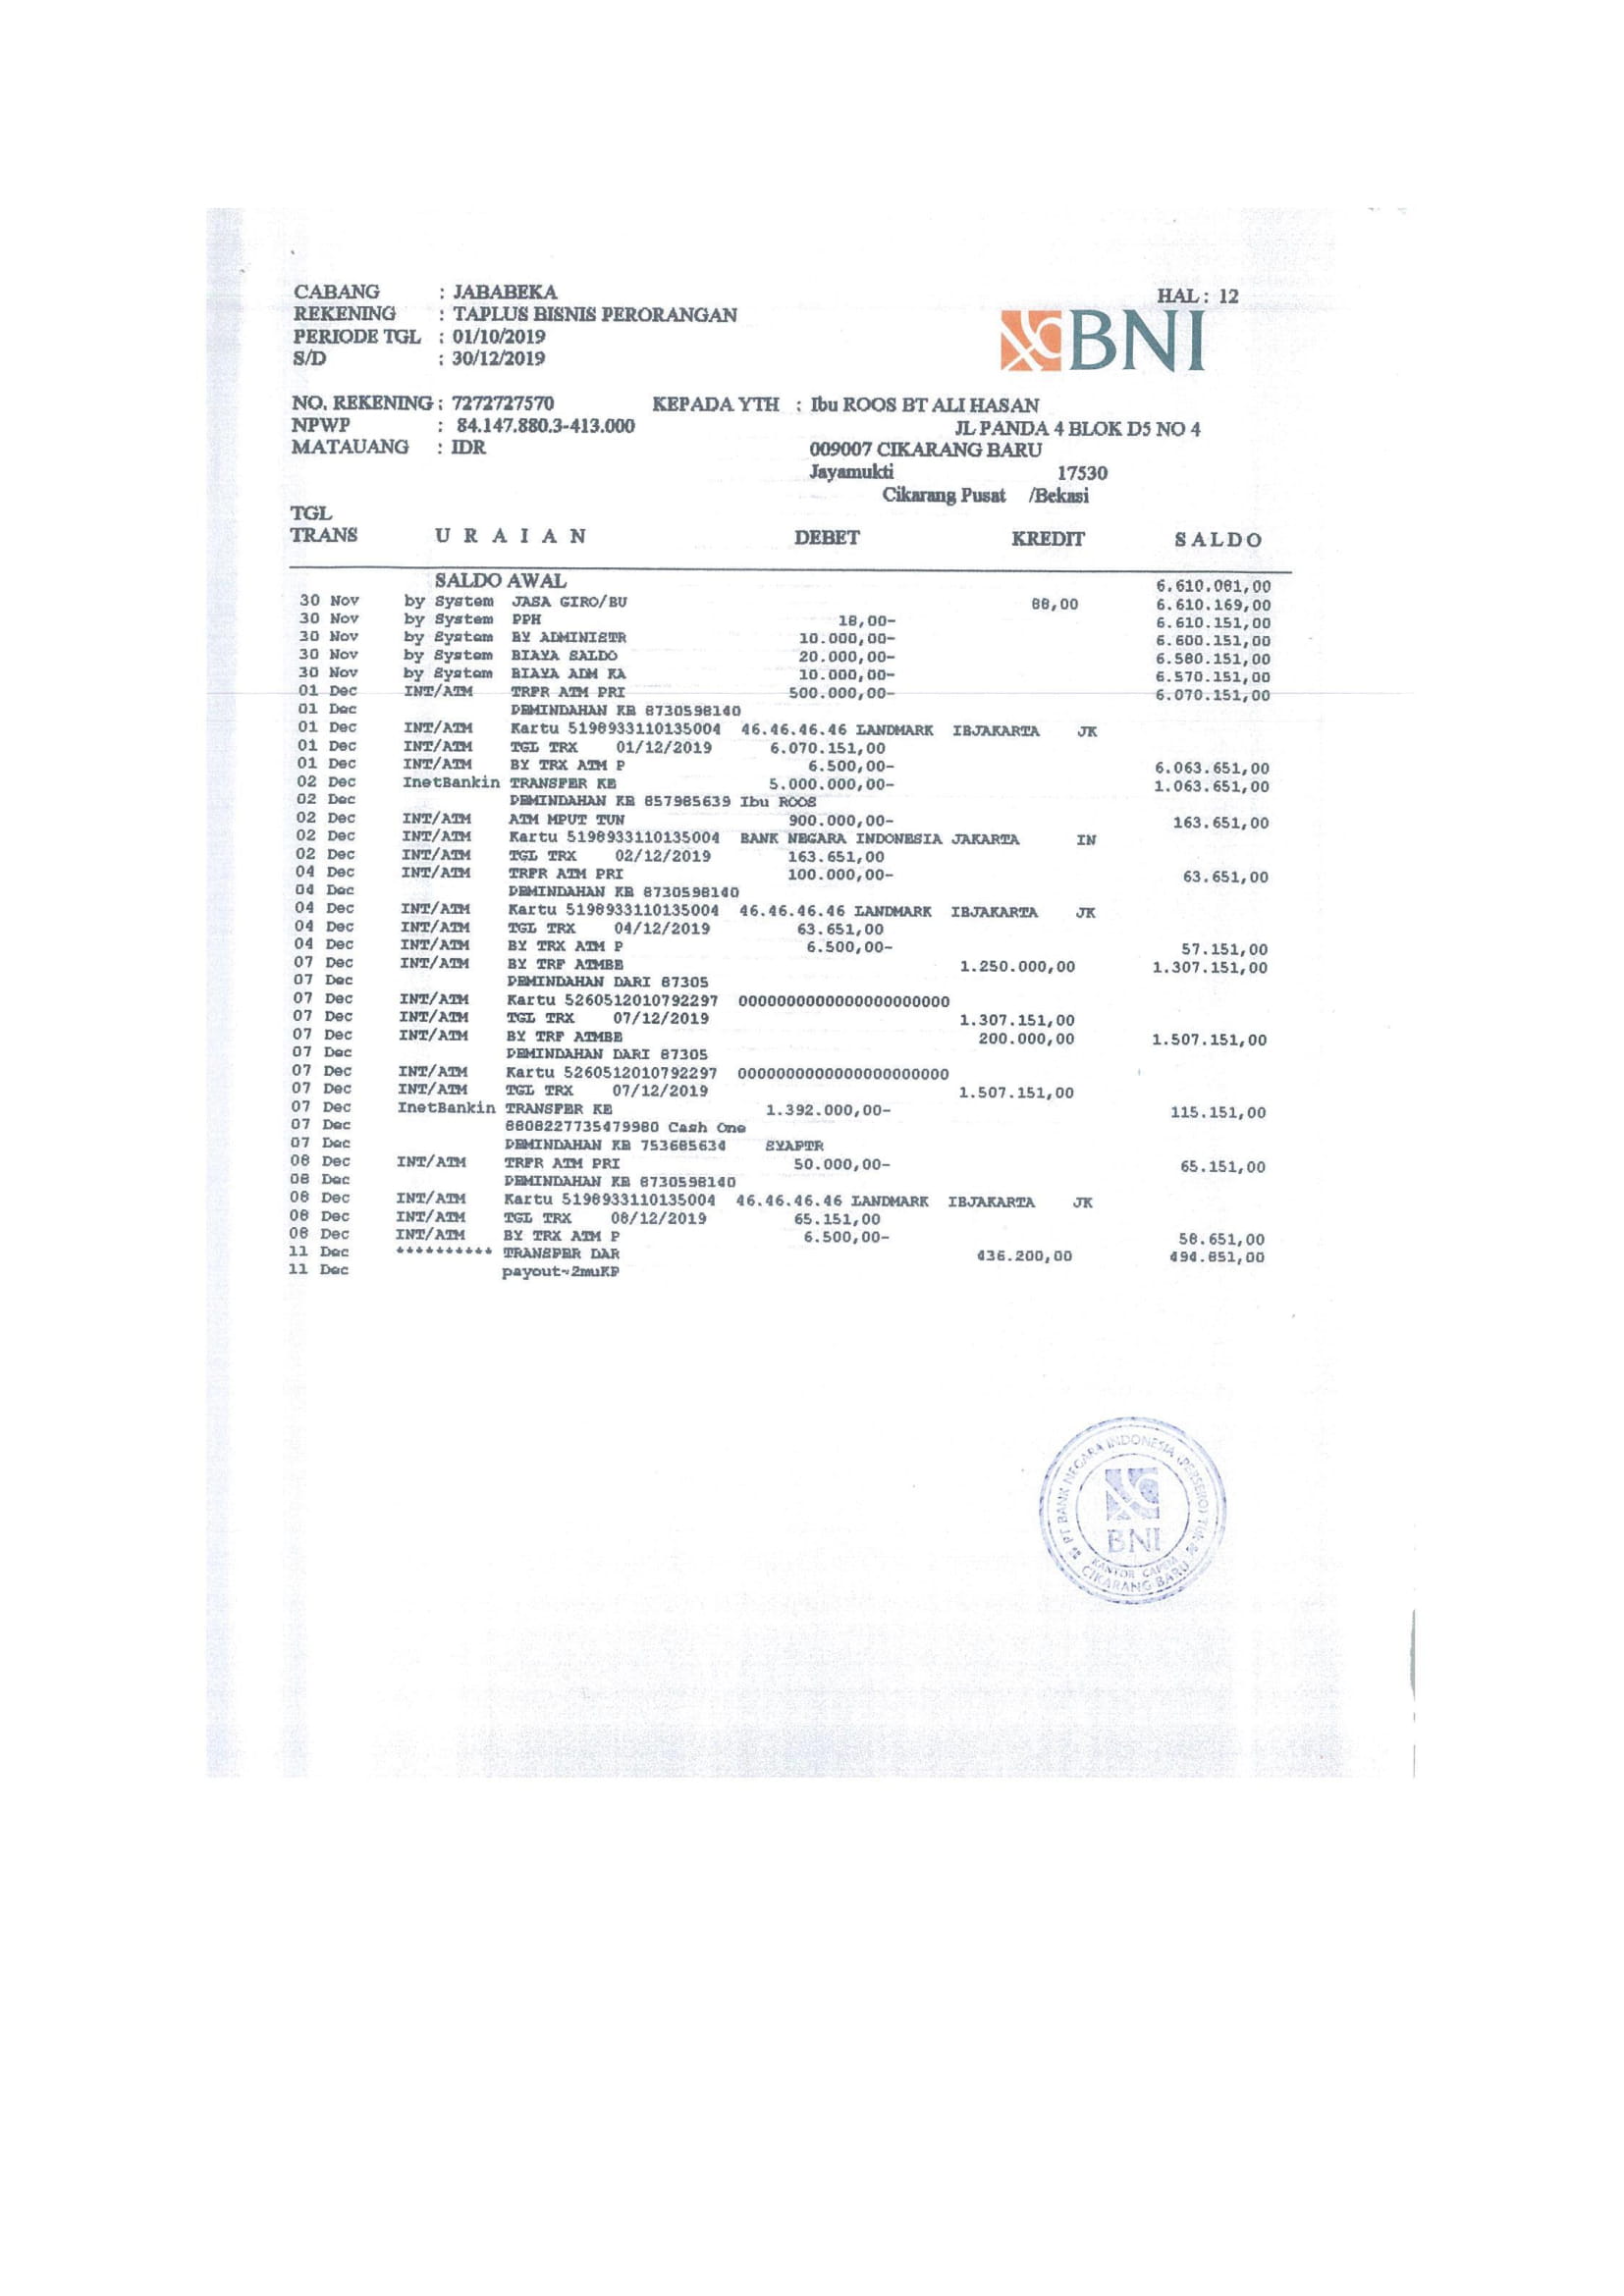 CABANG : JABABEKA HAL : 12
REKENING : TAPLUS BISNIS PERORANGAN
PERIODE TGL : 01/10/2019
S/D : 30/12/2019
BNI
NO. REKENING : 7272727570 KEPADA YTH : Ibu ROOS BT ALI HASAN
NPWP : 84.147.880.3-413.000 JL PANDA 4 BLOK D5 NO 4
MATAUANG : IDR 009007 CIKARANG BARU
Jayamukti 17530
Cikarang Pusat /Bekasi
TGL
TRANS U R A I A N DEBET KREDIT S A L D O
SALDO AWAL 6.610.081,00
30 Nov by System JASA GIRO/BU 88,00 6.610.169,00
30 Nov by System PPH 18,00- 6.610.151,00
30 Nov by System BY ADMINISTR 10.000,00- 6.600.151,00
30 Nov by System BIAYA SALDO 20.000,00- 6.580.151,00
30 Nov by System BIAYA ADM KA 10.000,00- 6.570.151,00
01 Dec INT/ATM TRFR ATM PRI 500.000,00- 6.070.151,00
01 Dec PEMINDAHAN KE 8730598140
01 Dec INT/ATM Kartu 5198933110135004 46.46.46.46 LANDMARK IBJAKARTA JK
01 Dec INT/ATM TGL TRX 01/12/2019 6.070.151,00
01 Dec INT/ATM BY TRX ATM P 6.500,00- 6.063.651,00
02 Dec InetBankin TRANSFER KE 5.000.000,00- 1.063.651,00
02 Dec PEMINDAHAN KE 857985639 Ibu ROOS
02 Dec INT/ATM ATM MPUT TUN 900.000,00- 163.651,00
02 Dec INT/ATM Kartu 5198933110135004 BANK NEGARA INDONESIA JAKARTA IN
02 Dec INT/ATM TGL TRX 02/12/2019 163.651,00
04 Dec INT/ATM TRFR ATM PRI 100.000,00- 63.651,00
04 Dec PEMINDAHAN KE 8730598140
04 Dec INT/ATM Kartu 5198933110135004 46.46.46.46 LANDMARK IBJAKARTA JK
04 Dec INT/ATM TGL TRX 04/12/2019 63.651,00
04 Dec INT/ATM BY TRX ATM P 6.500,00- 57.151,00
07 Dec INT/ATM BY TRF ATMBE 1.250.000,00 1.307.151,00
07 Dec PEMINDAHAN DARI 87305
07 Dec INT/ATM Kartu 5260512010792297 0000000000000000000000
07 Dec INT/ATM TGL TRX 07/12/2019 1.307.151,00
07 Dec INT/ATM BY TRF ATMBE 200.000,00 1.507.151,00
07 Dec PEMINDAHAN DARI 87305
07 Dec INT/ATM Kartu 5260512010792297 0000000000000000000000
07 Dec INT/ATM TGL TRX 07/12/2019 1.507.151,00
07 Dec InetBankin TRANSFER KE 1.392.000,00- 115.151,00
07 Dec 8808227735479980 Cash One
07 Dec PEMINDAHAN KE 753685634 SYAFTR
08 Dec INT/ATM TRFR ATM PRI 50.000,00- 65.151,00
08 Dec PEMINDAHAN KE 8730598140
08 Dec INT/ATM Kartu 5198933110135004 46.46.46.46 LANDMARK IBJAKARTA JK
08 Dec INT/ATM TGL TRX 08/12/2019 65.151,00
08 Dec INT/ATM BY TRX ATM P 6.500,00- 58.651,00
11 Dec ********** TRANSFER DAR 436.200,00 494.851,00
11 Dec payout~2muKP
PT BANK NEGARA INDONESIA (PERSERO) Tbk
BNI
KANTOR CAPEM
CIKARANG BARU